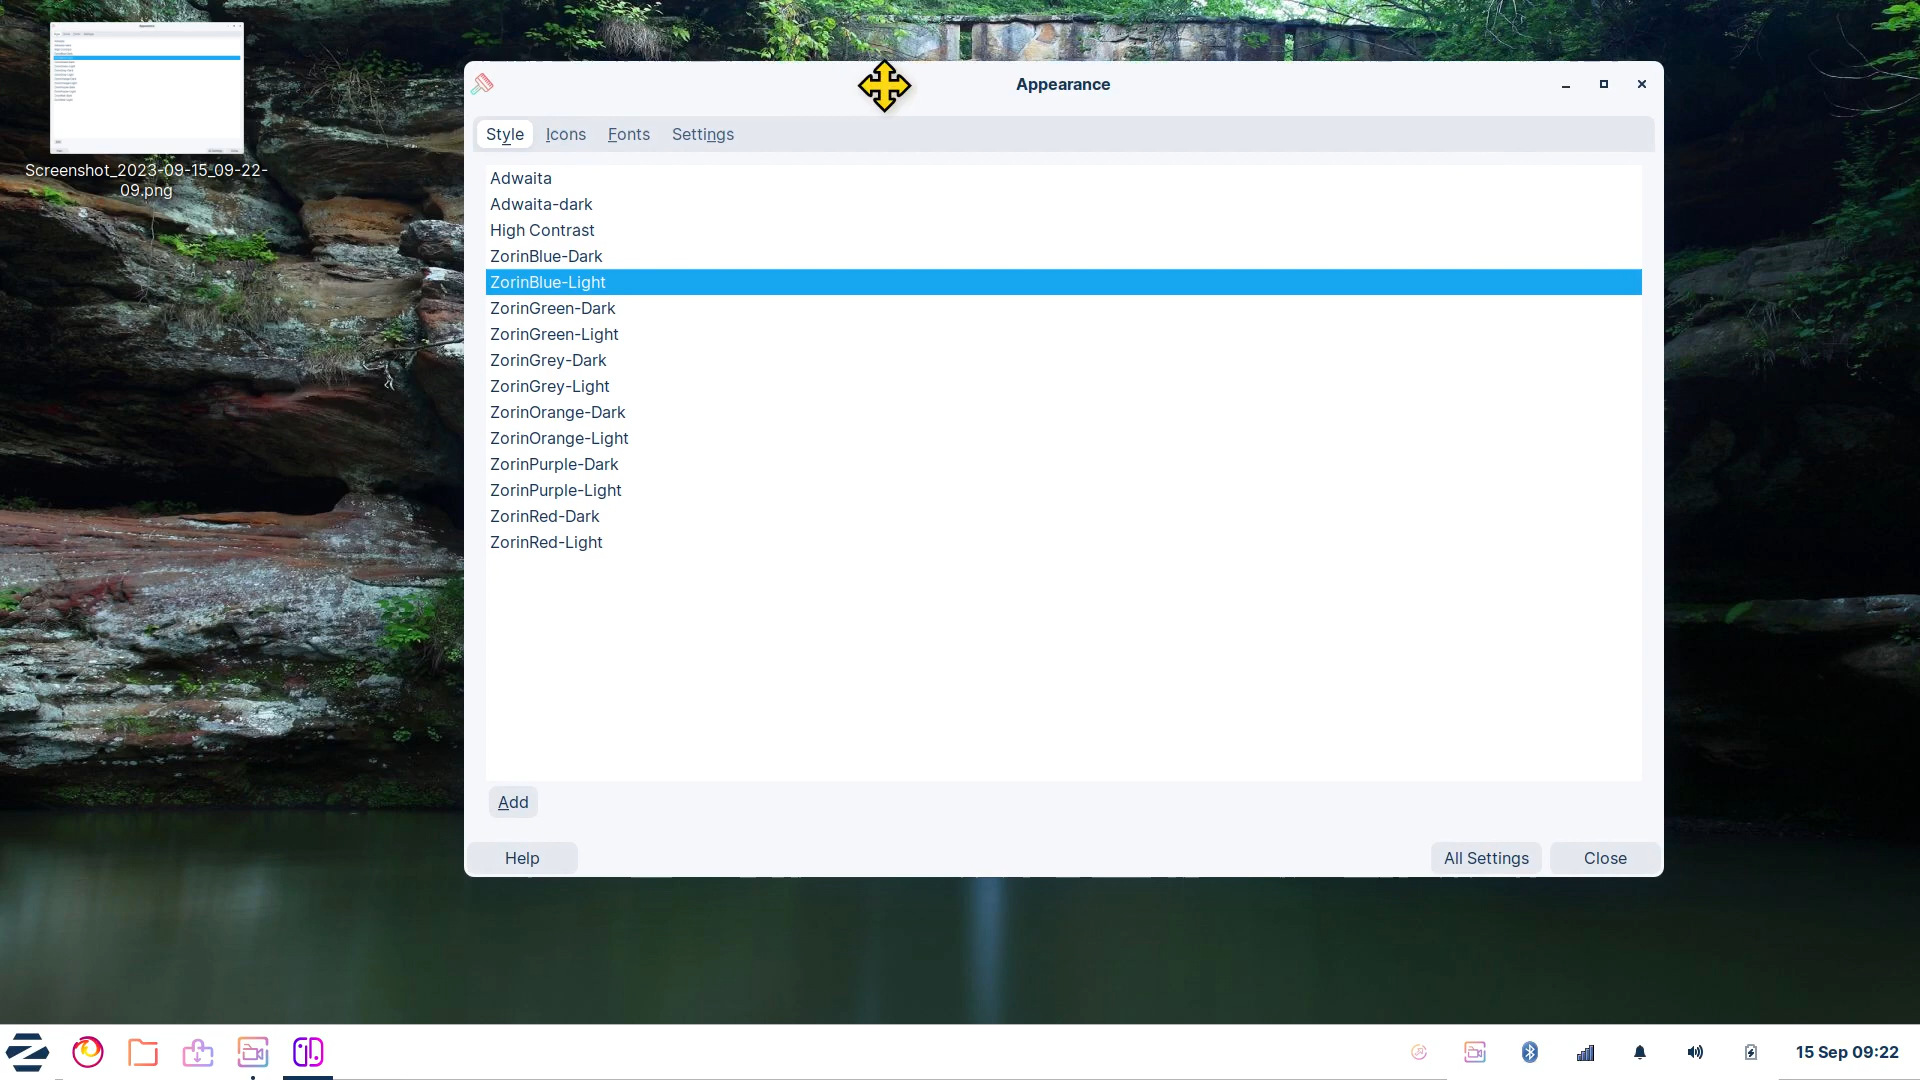 Screenshot_2023-09-15_09-22-
09.png
Appearance
Style Icons Fonts Settings
Adwaita
Adwaita-dark
High Contrast
ZorinBlue-Dark
ZorinBlue-Light
ZorinGreen-Dark
ZorinGreen-Light
ZorinGrey-Dark
ZorinGrey-Light
ZorinOrange-Dark
ZorinOrange-Light
ZorinPurple-Dark
ZorinPurple-Light
ZorinRed-Dark
ZorinRed-Light
Add
Help All Settings Close
15 Sep 09:22